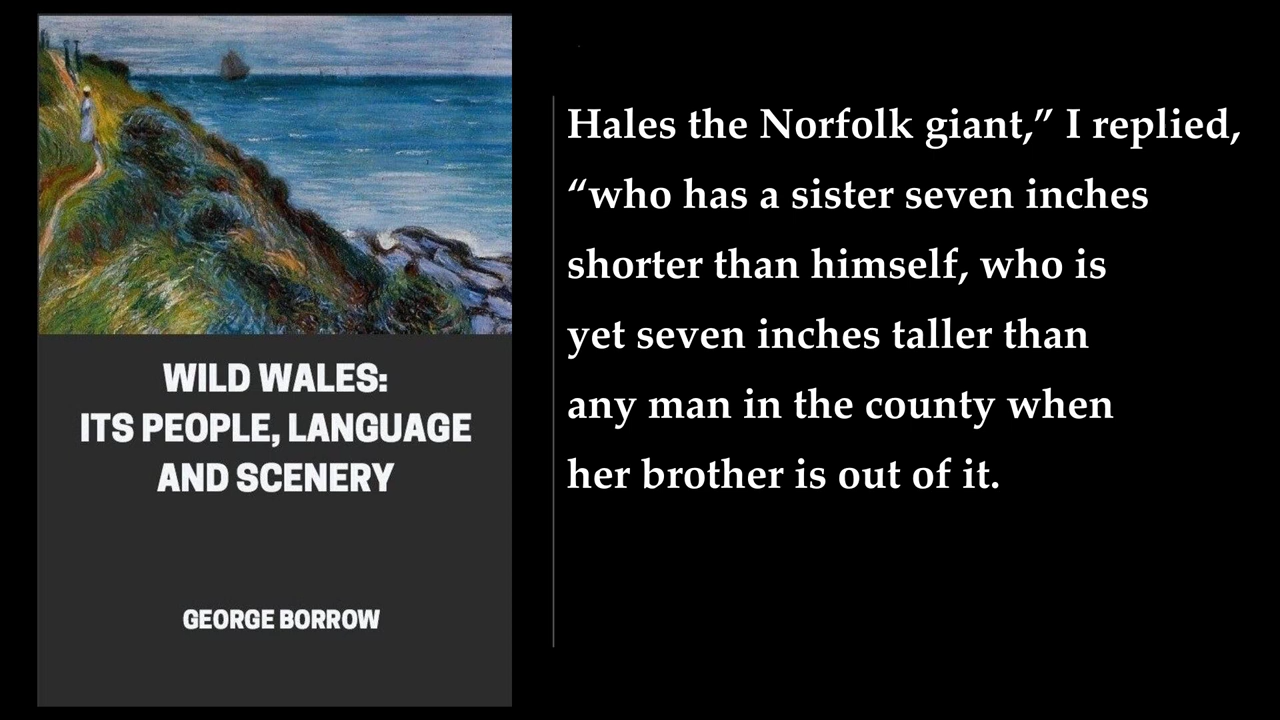 WILD WALES:
ITS PEOPLE, LANGUAGE
AND SCENERY
GEORGE BORROW
Hales the Norfolk giant,” I replied,
“who has a sister seven inches
shorter than himself, who is
yet seven inches taller than
any man in the county when
her brother is out of it.